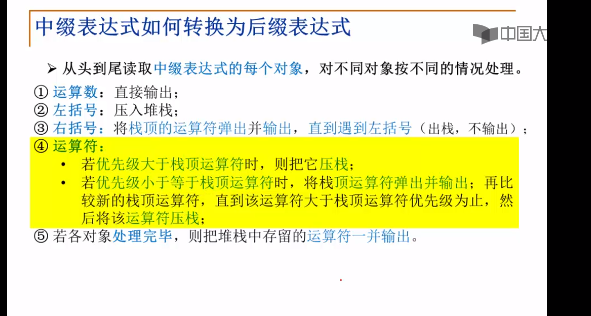 中缀表达式如何转换为后缀表达式
中国大
➢ 从头到尾读取中缀表达式的每个对象，对不同对象按不同的情况处理。
① 运算数：直接输出；
② 左括号：压入堆栈；
③ 右括号：将栈顶的运算符弹出并输出，直到遇到左括号（出栈，不输出）；
④ 运算符：
• 若优先级大于栈顶运算符时，则把它压栈；
• 若优先级小于等于栈顶运算符时，将栈顶运算符弹出并输出；再比
较新的栈顶运算符，直到该运算符大于栈顶运算符优先级为止，然
后将该运算符压栈；
⑤ 若各对象处理完毕，则把堆栈中存留的运算符一并输出。